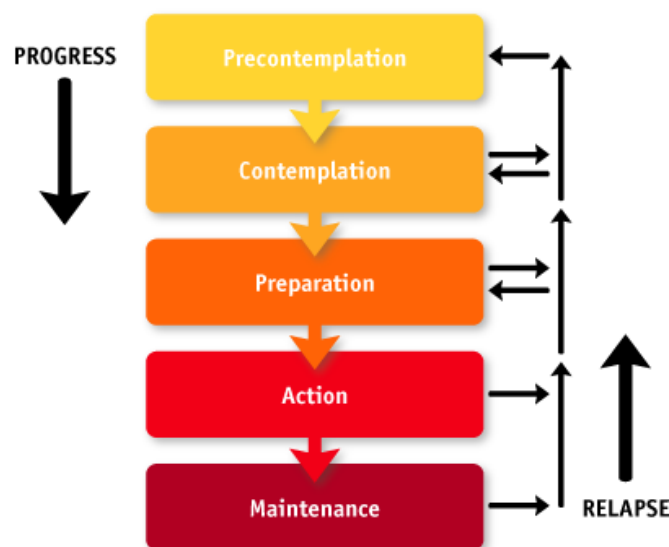 PROGRESS
Precontemplation
Contemplation
Preparation
Action
Maintenance
RELAPSE